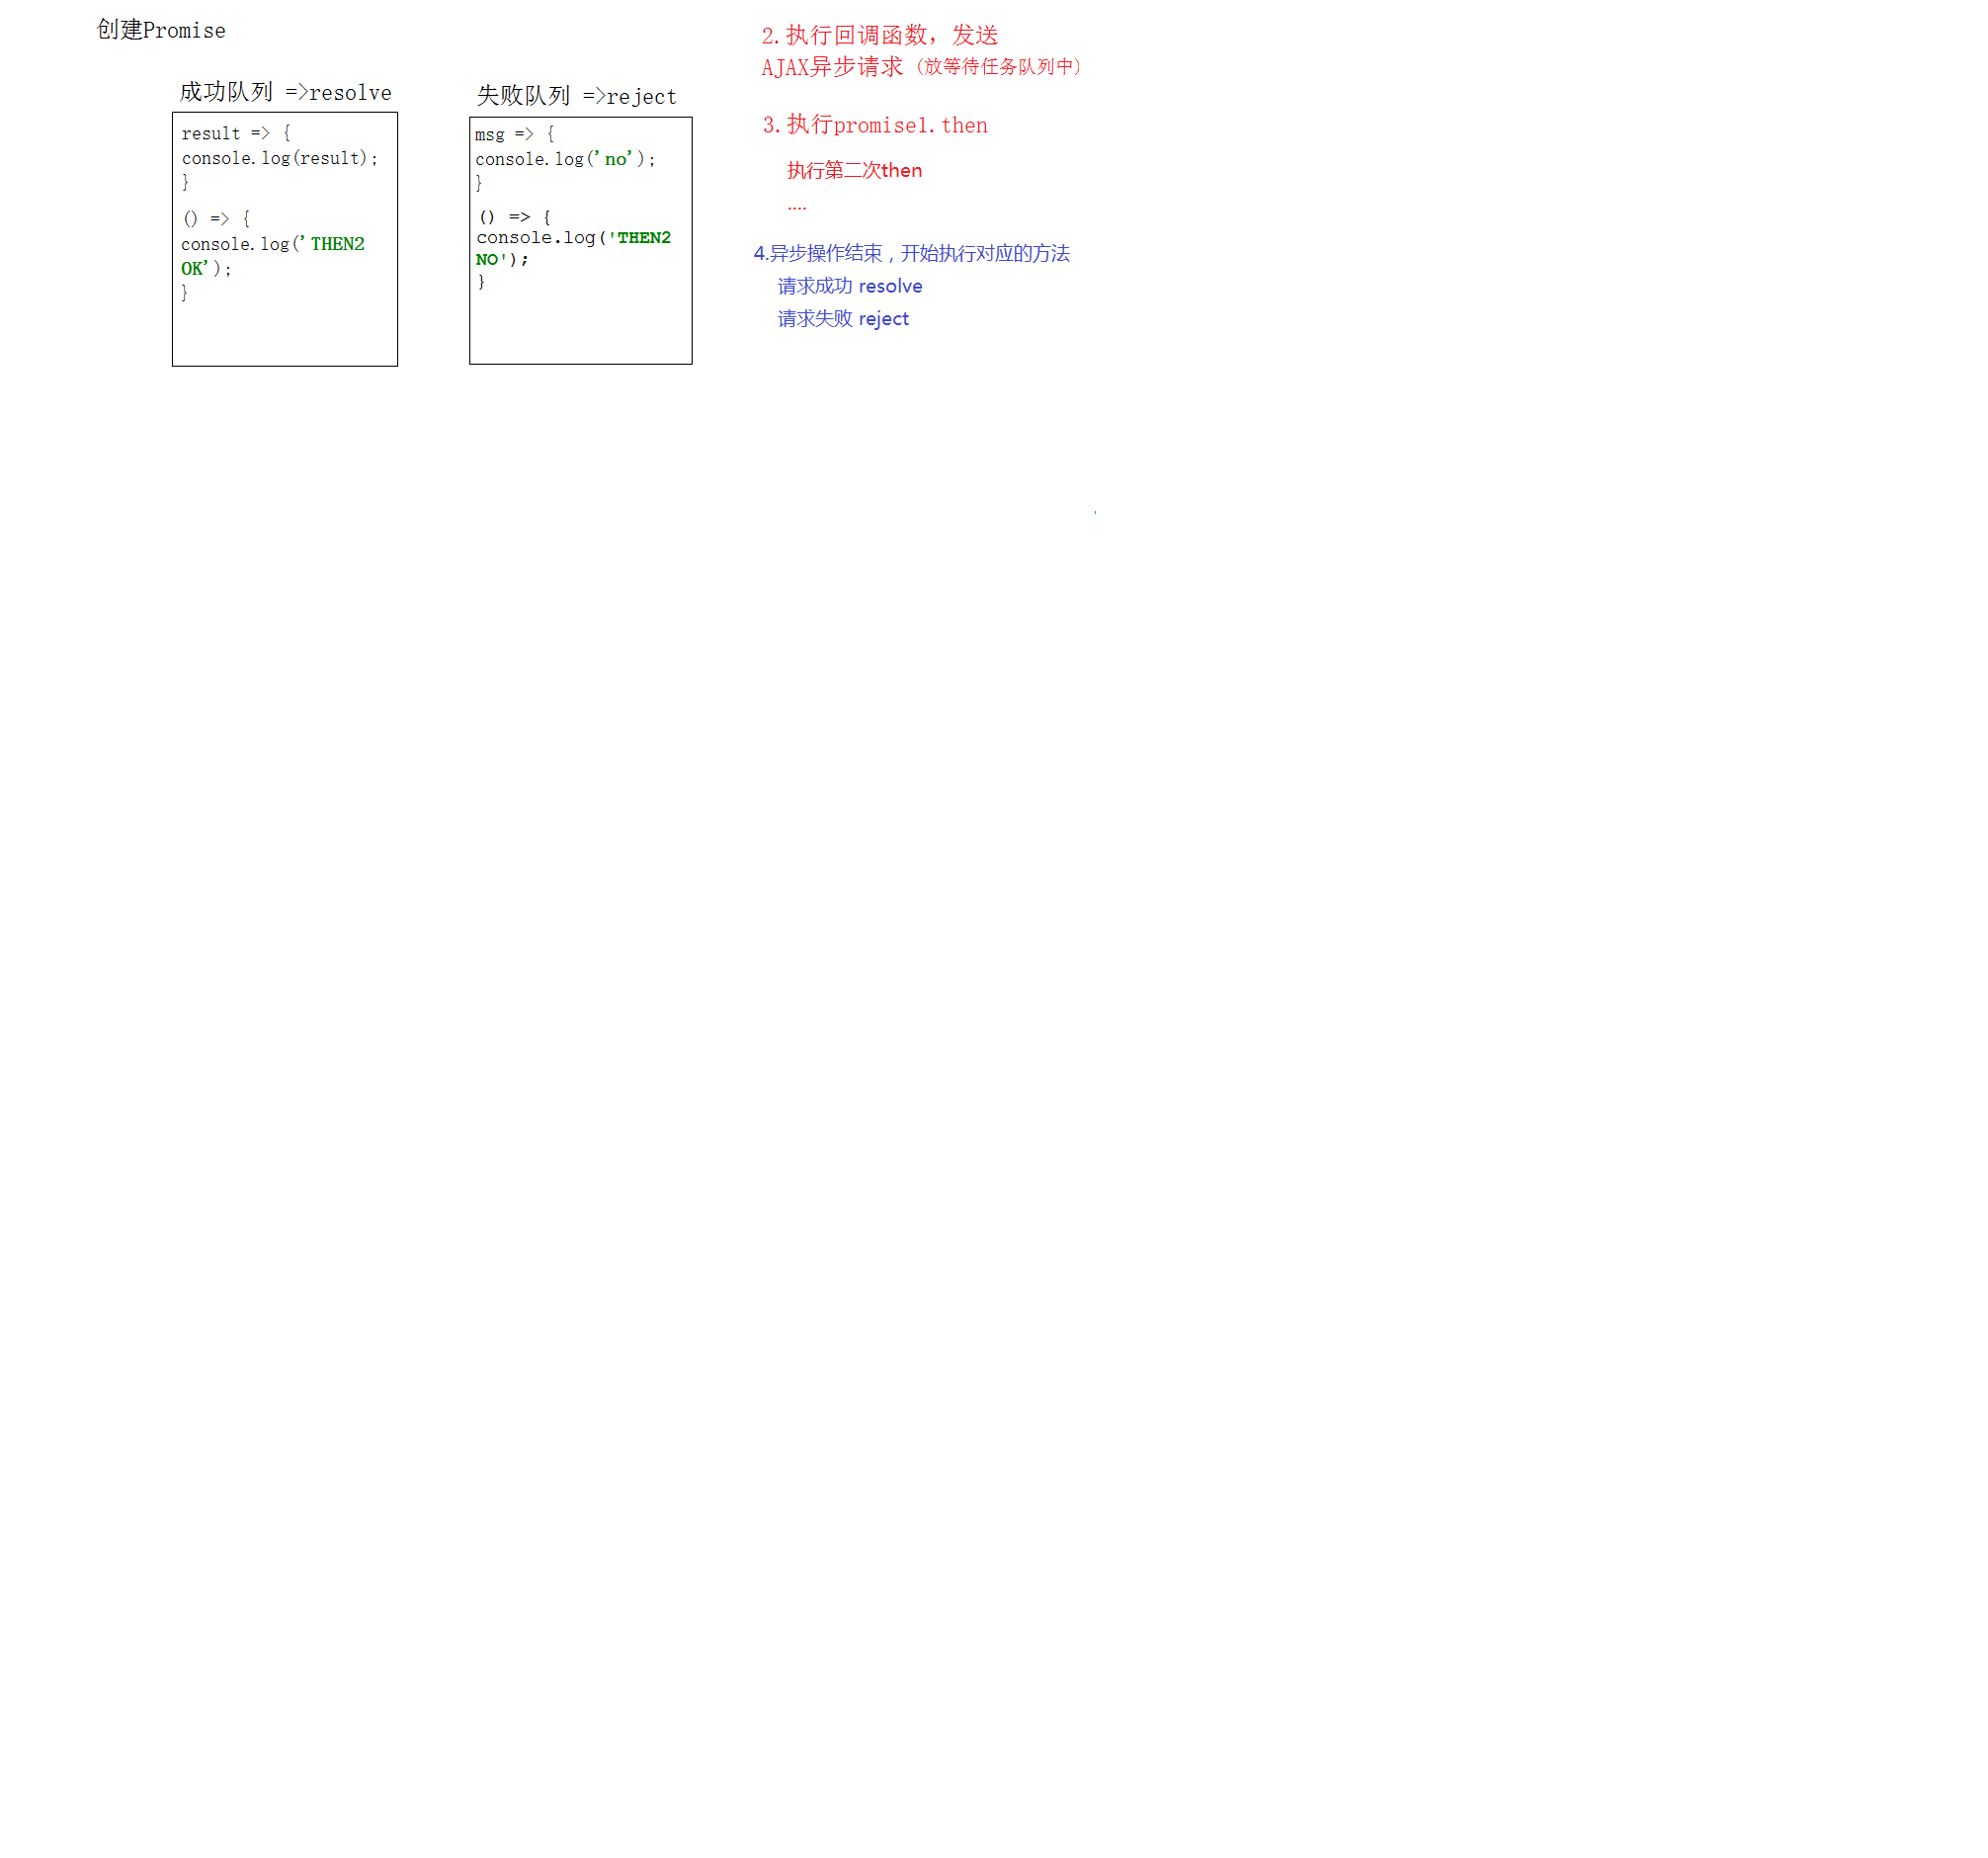 创建Promise
成功队列 =>resolve
result => {
console.log(result);
}
() => {
console.log('THEN2
OK');
}
失败队列 =>reject
msg => {
console.log('no');
}
() => {
console.log('THEN2
NO');
}
2.执行回调函数，发送
AJAX异步请求（放等待任务队列中）
3.执行promise1.then
执行第二次then
....
4.异步操作结束，开始执行对应的方法
请求成功 resolve
请求失败 reject